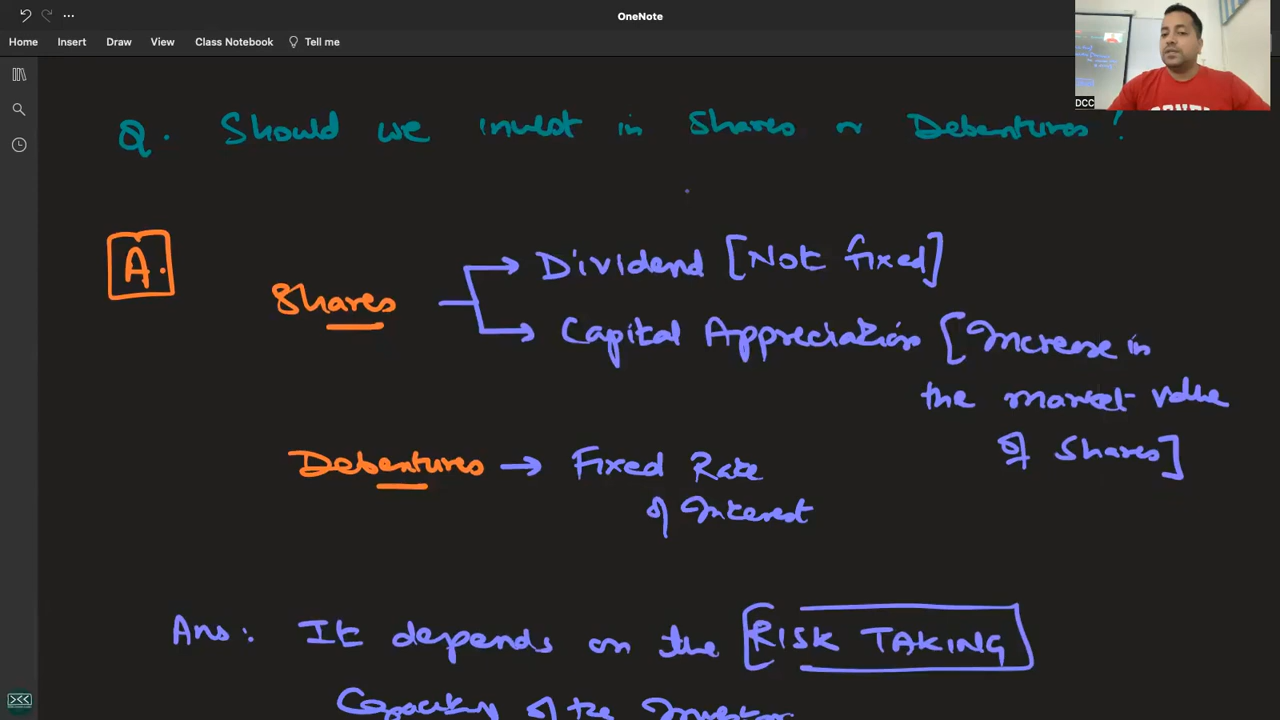 OneNote
Home Insert Draw View Class Notebook Tell me
DCC
Q. Should we invest in Shares or Debentures?
A.
Shares
Dividend [Not fixed]
Capital Appreciation [Increase in
the market value
of Shares]
Debentures → Fixed Rate
of Interest
Ans: It depends on the [RISK TAKING]
Capacity of the Investor